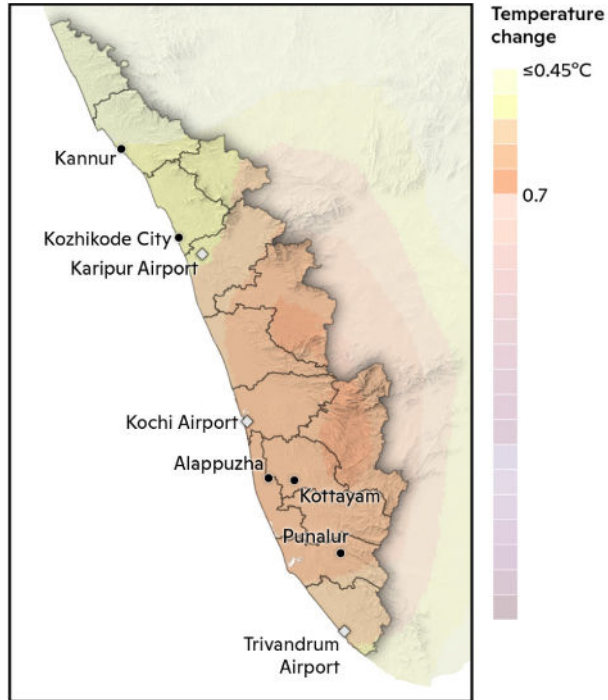 Temperature
change
≤0.45°C
0.7
Kannur
Kozhikode City
Karipur Airport
Kochi Airport
Alappuzha
Kottayam
Punalur
Trivandrum
Airport